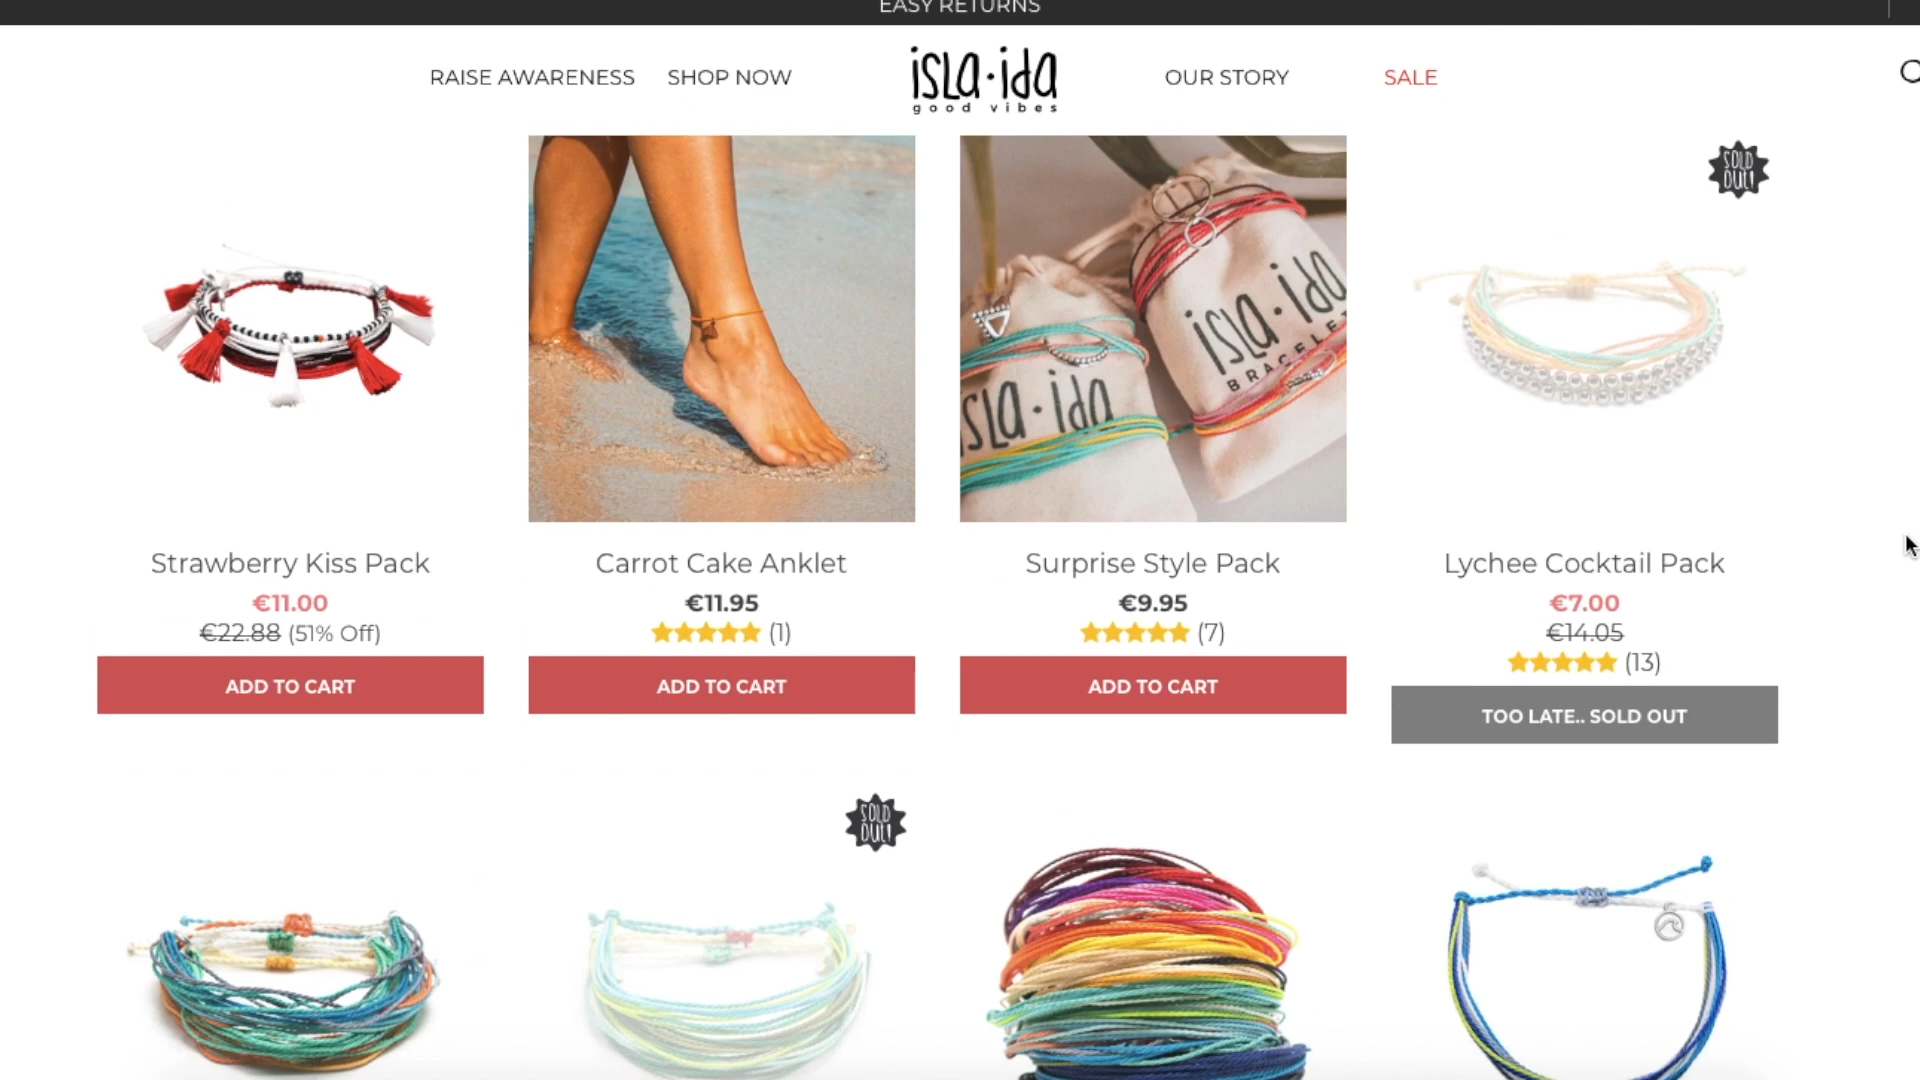 EASY RETURNS
RAISE AWARENESS
SHOP NOW
isla·ida
good vibes
OUR STORY
SALE
SOLD
OUT!
isla·ida
BRACELE
isla·ida
Strawberry Kiss Pack
€11.00
€22.88 (51% Off)
ADD TO CART
Carrot Cake Anklet
€11.95
(1)
ADD TO CART
Surprise Style Pack
€9.95
(7)
ADD TO CART
Lychee Cocktail Pack
€7.00
€14.05
(13)
TOO LATE.. SOLD OUT
SOLD
OUT!